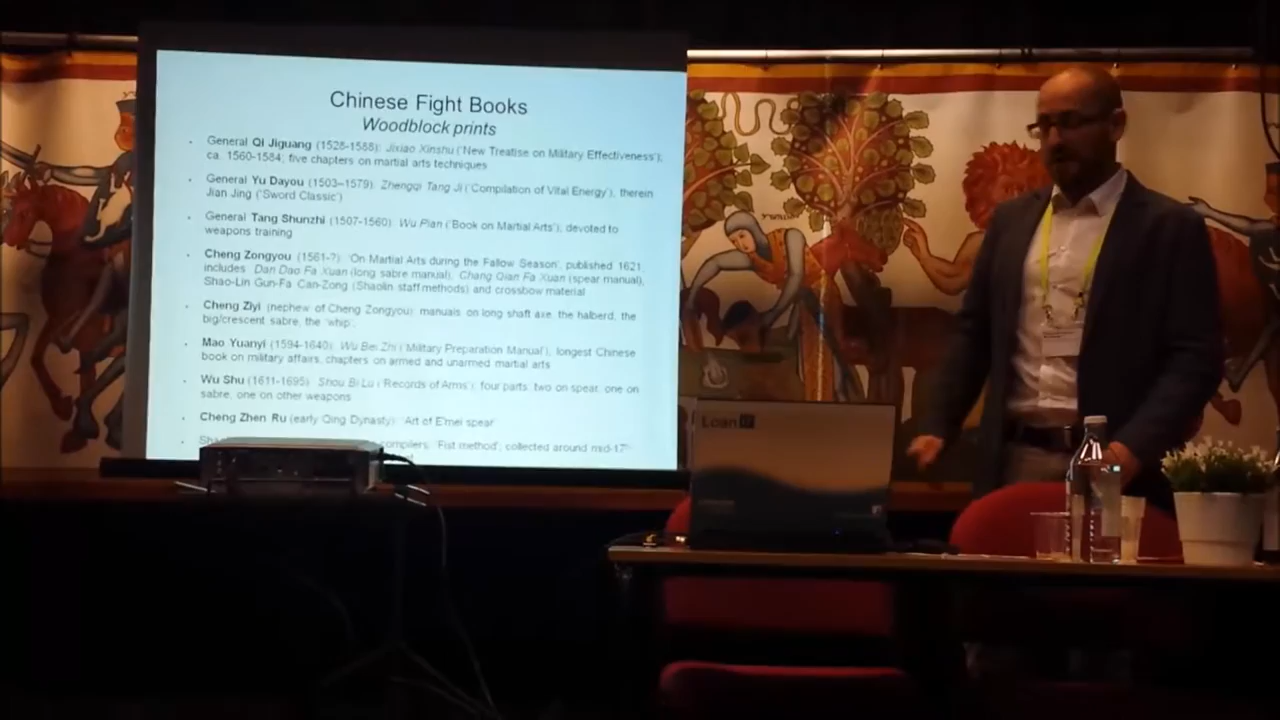 Chinese Fight Books
Woodblock prints
General Qi Jiguang (1528-1588): Jixiao Xinshu ('New Treatise on Military Effectiveness');
ca. 1560-1584; five chapters on martial arts techniques
General Yu Dayou (1503–1579): Zhengqi Tang Ji ('Compilation of Vital Energy'), therein
Jian Jing ('Sword Classic')
General Tang Shunzhi (1507-1560): Wu Pian ('Book on Martial Arts'); devoted to
weapons training
Cheng Zongyou (1561-?): 'On Martial Arts during the Fallow Season', published 1621
includes: Dan Dao Fa Xuan (long sabre manual), Chang Qian Fa Xuan (spear manual),
Shao-Lin Gun-Fa Can-Zong (Shaolin staff methods) and crossbow material
Cheng Ziyi (nephew of Cheng Zongyou): manuals on long shaft axe, the halberd, the
big/crescent sabre, the 'whip'.
Mao Yuanyi (1594-1640): Wu Bei Zhi ('Military Preparation Manual'), longest Chinese
book on military affairs, chapters on armed and unarmed martial arts
Wu Shu (1611-1695): Shou Bi Lu ('Records of Arms'): four parts, two on spear, one on
sabre, one on other weapons
Cheng Zhen Ru (early Qing Dynasty): 'Art of E'mei spear'
compilers: 'Fist method'; collected around mid-17th
Loan